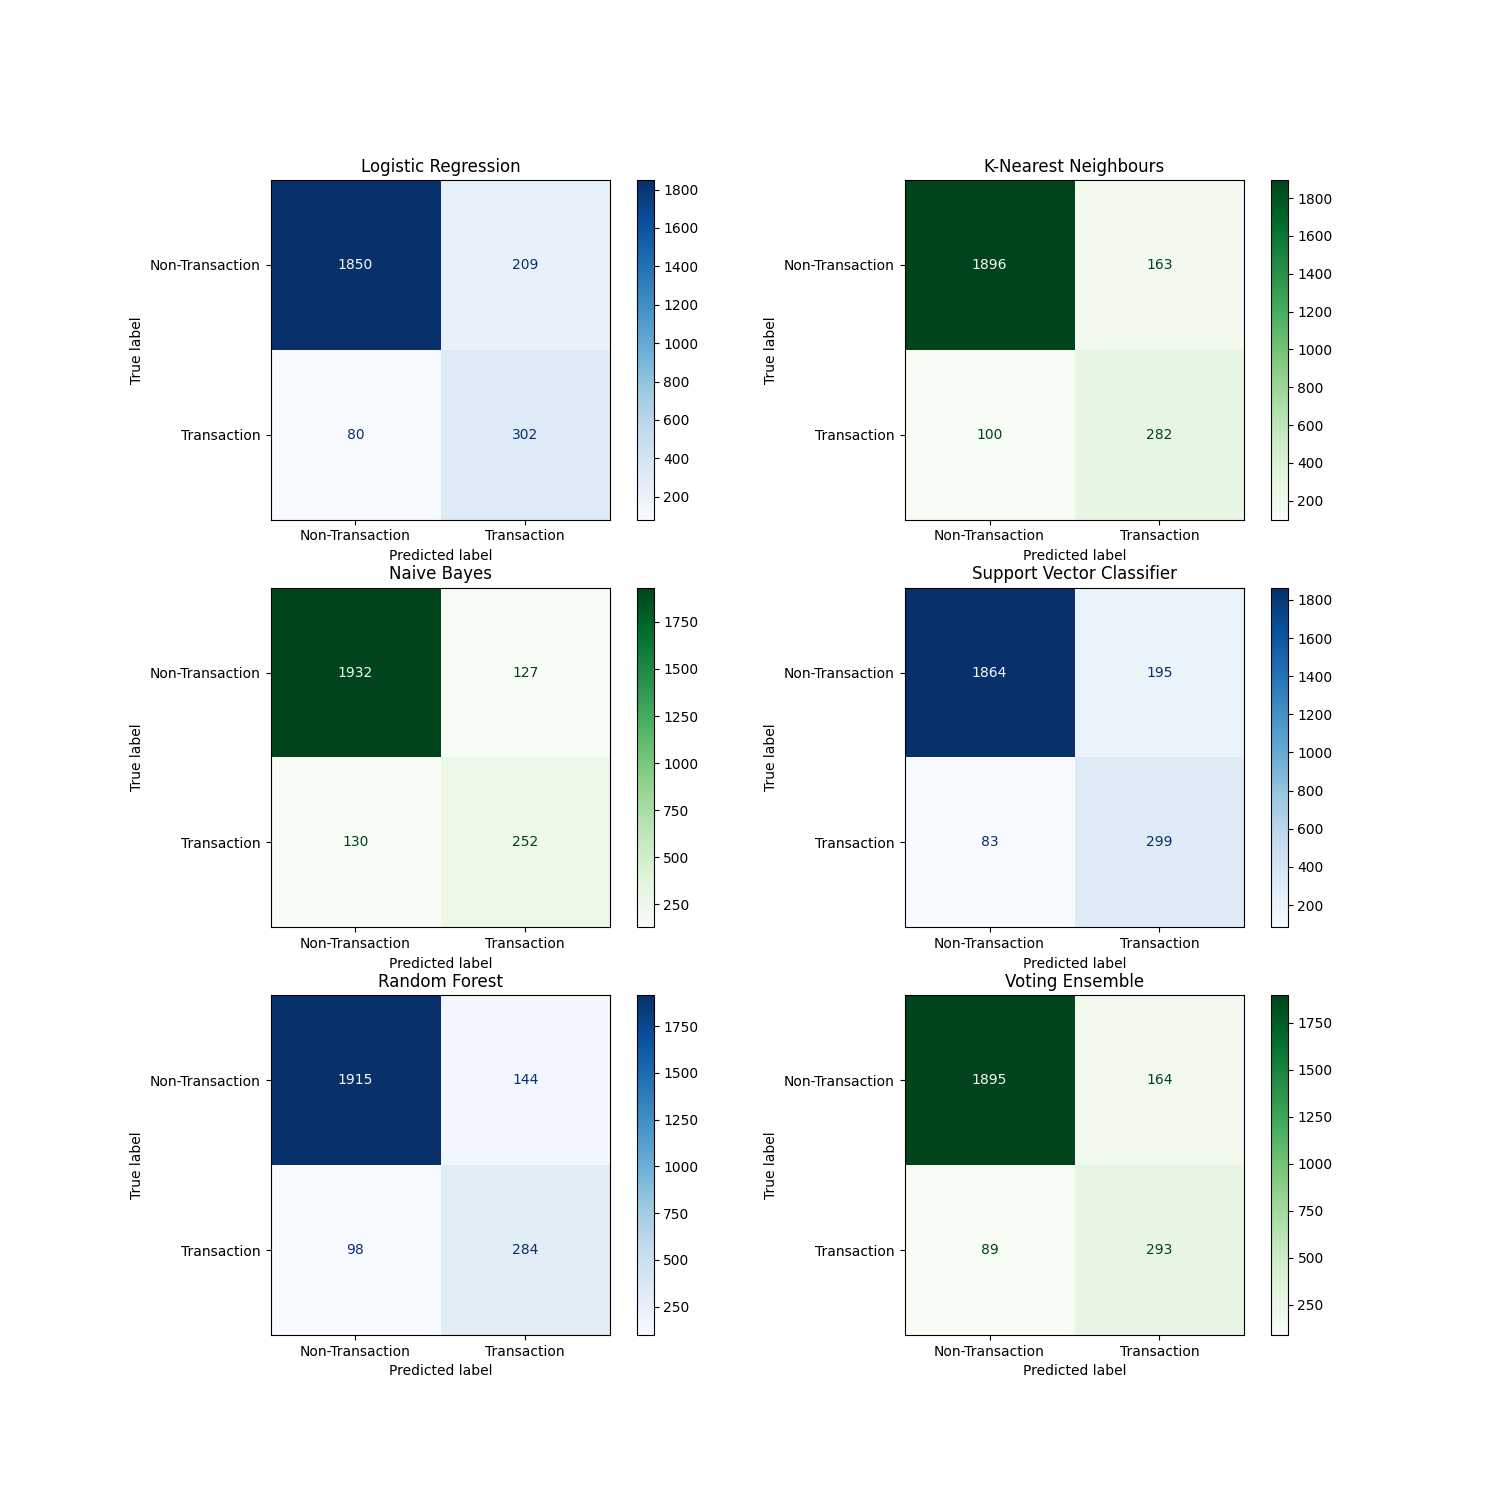 Logistic Regression
1850
209
80
302
Non-Transaction
Transaction
True label
Non-Transaction
Transaction
Predicted label
1800
1600
1400
1200
1000
800
600
400
200
K-Nearest Neighbours
1896
163
100
282
Non-Transaction
Transaction
True label
Non-Transaction
Transaction
Predicted label
1800
1600
1400
1200
1000
800
600
400
200
Naive Bayes
1932
127
130
252
Non-Transaction
Transaction
True label
Non-Transaction
Transaction
Predicted label
1750
1500
1250
1000
750
500
250
Support Vector Classifier
1864
195
83
299
Non-Transaction
Transaction
True label
Non-Transaction
Transaction
Predicted label
1800
1600
1400
1200
1000
800
600
400
200
Random Forest
1915
144
98
284
Non-Transaction
Transaction
True label
Non-Transaction
Transaction
Predicted label
1750
1500
1250
1000
750
500
250
Voting Ensemble
1895
164
89
293
Non-Transaction
Transaction
True label
Non-Transaction
Transaction
Predicted label
1750
1500
1250
1000
750
500
250